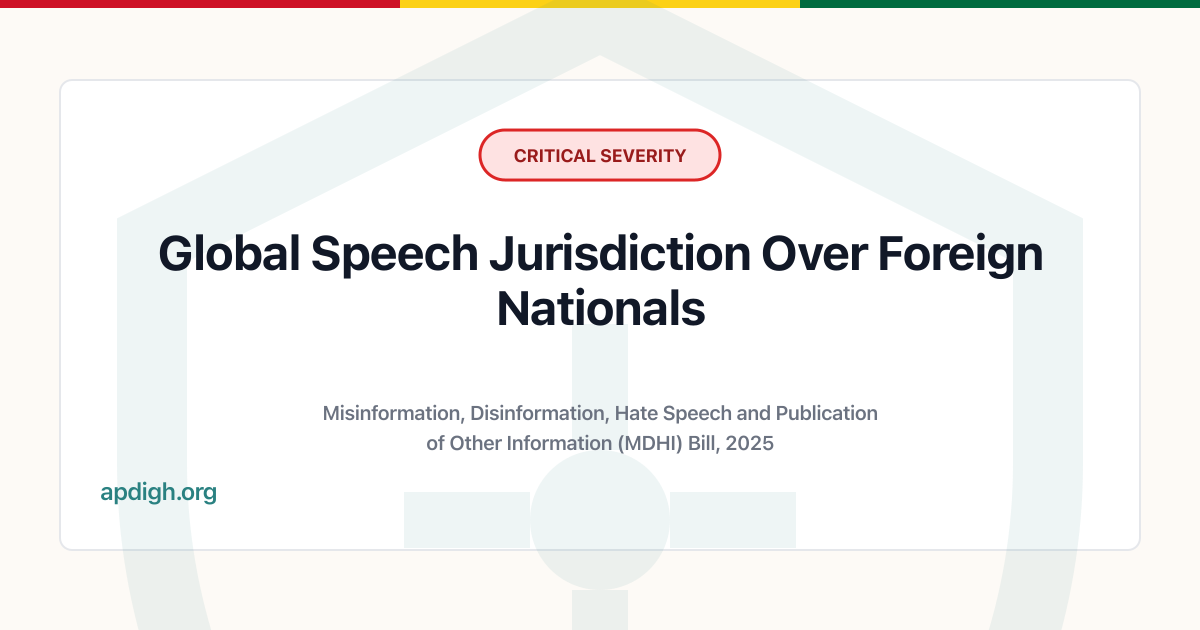 CRITICAL SEVERITY
Global Speech Jurisdiction Over Foreign
Nationals
Misinformation, Disinformation, Hate Speech and Publication
of Other Information (MDHI) Bill, 2025
apdigh.org